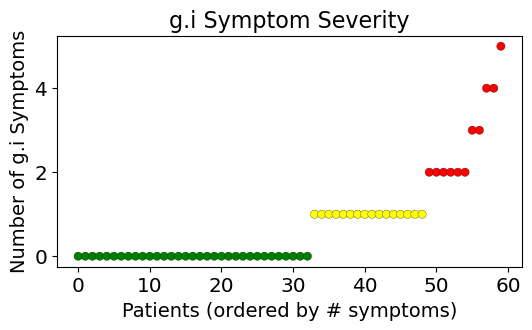 g.i Symptom Severity
Number of g.i Symptoms
4
2
0
0 10 20 30 40 50 60
Patients (ordered by # symptoms)